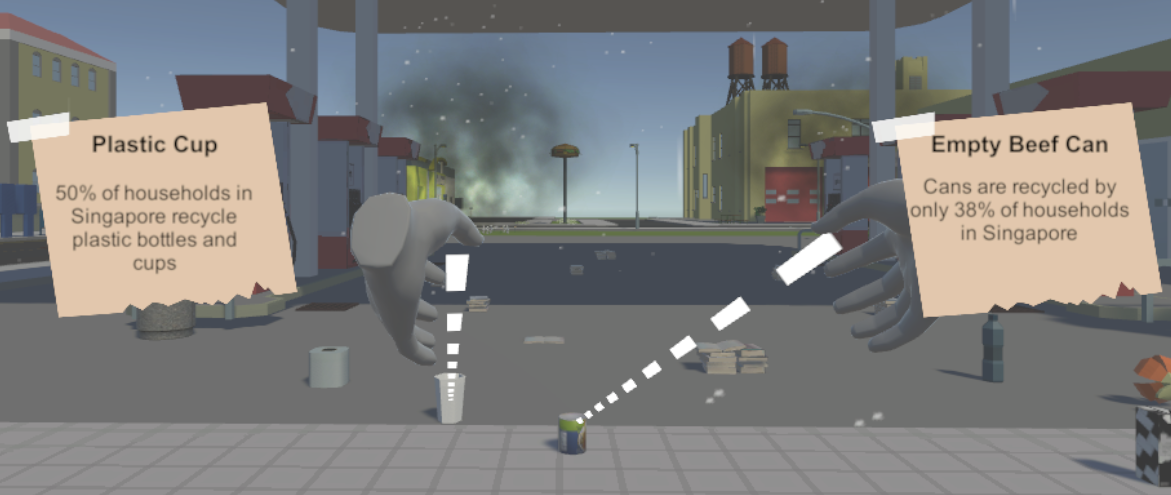 Plastic Cup
50% of households in
Singapore recycle
plastic bottles and
cups
Empty Beef Can
Cans are recycled by
only 38% of households
in Singapore